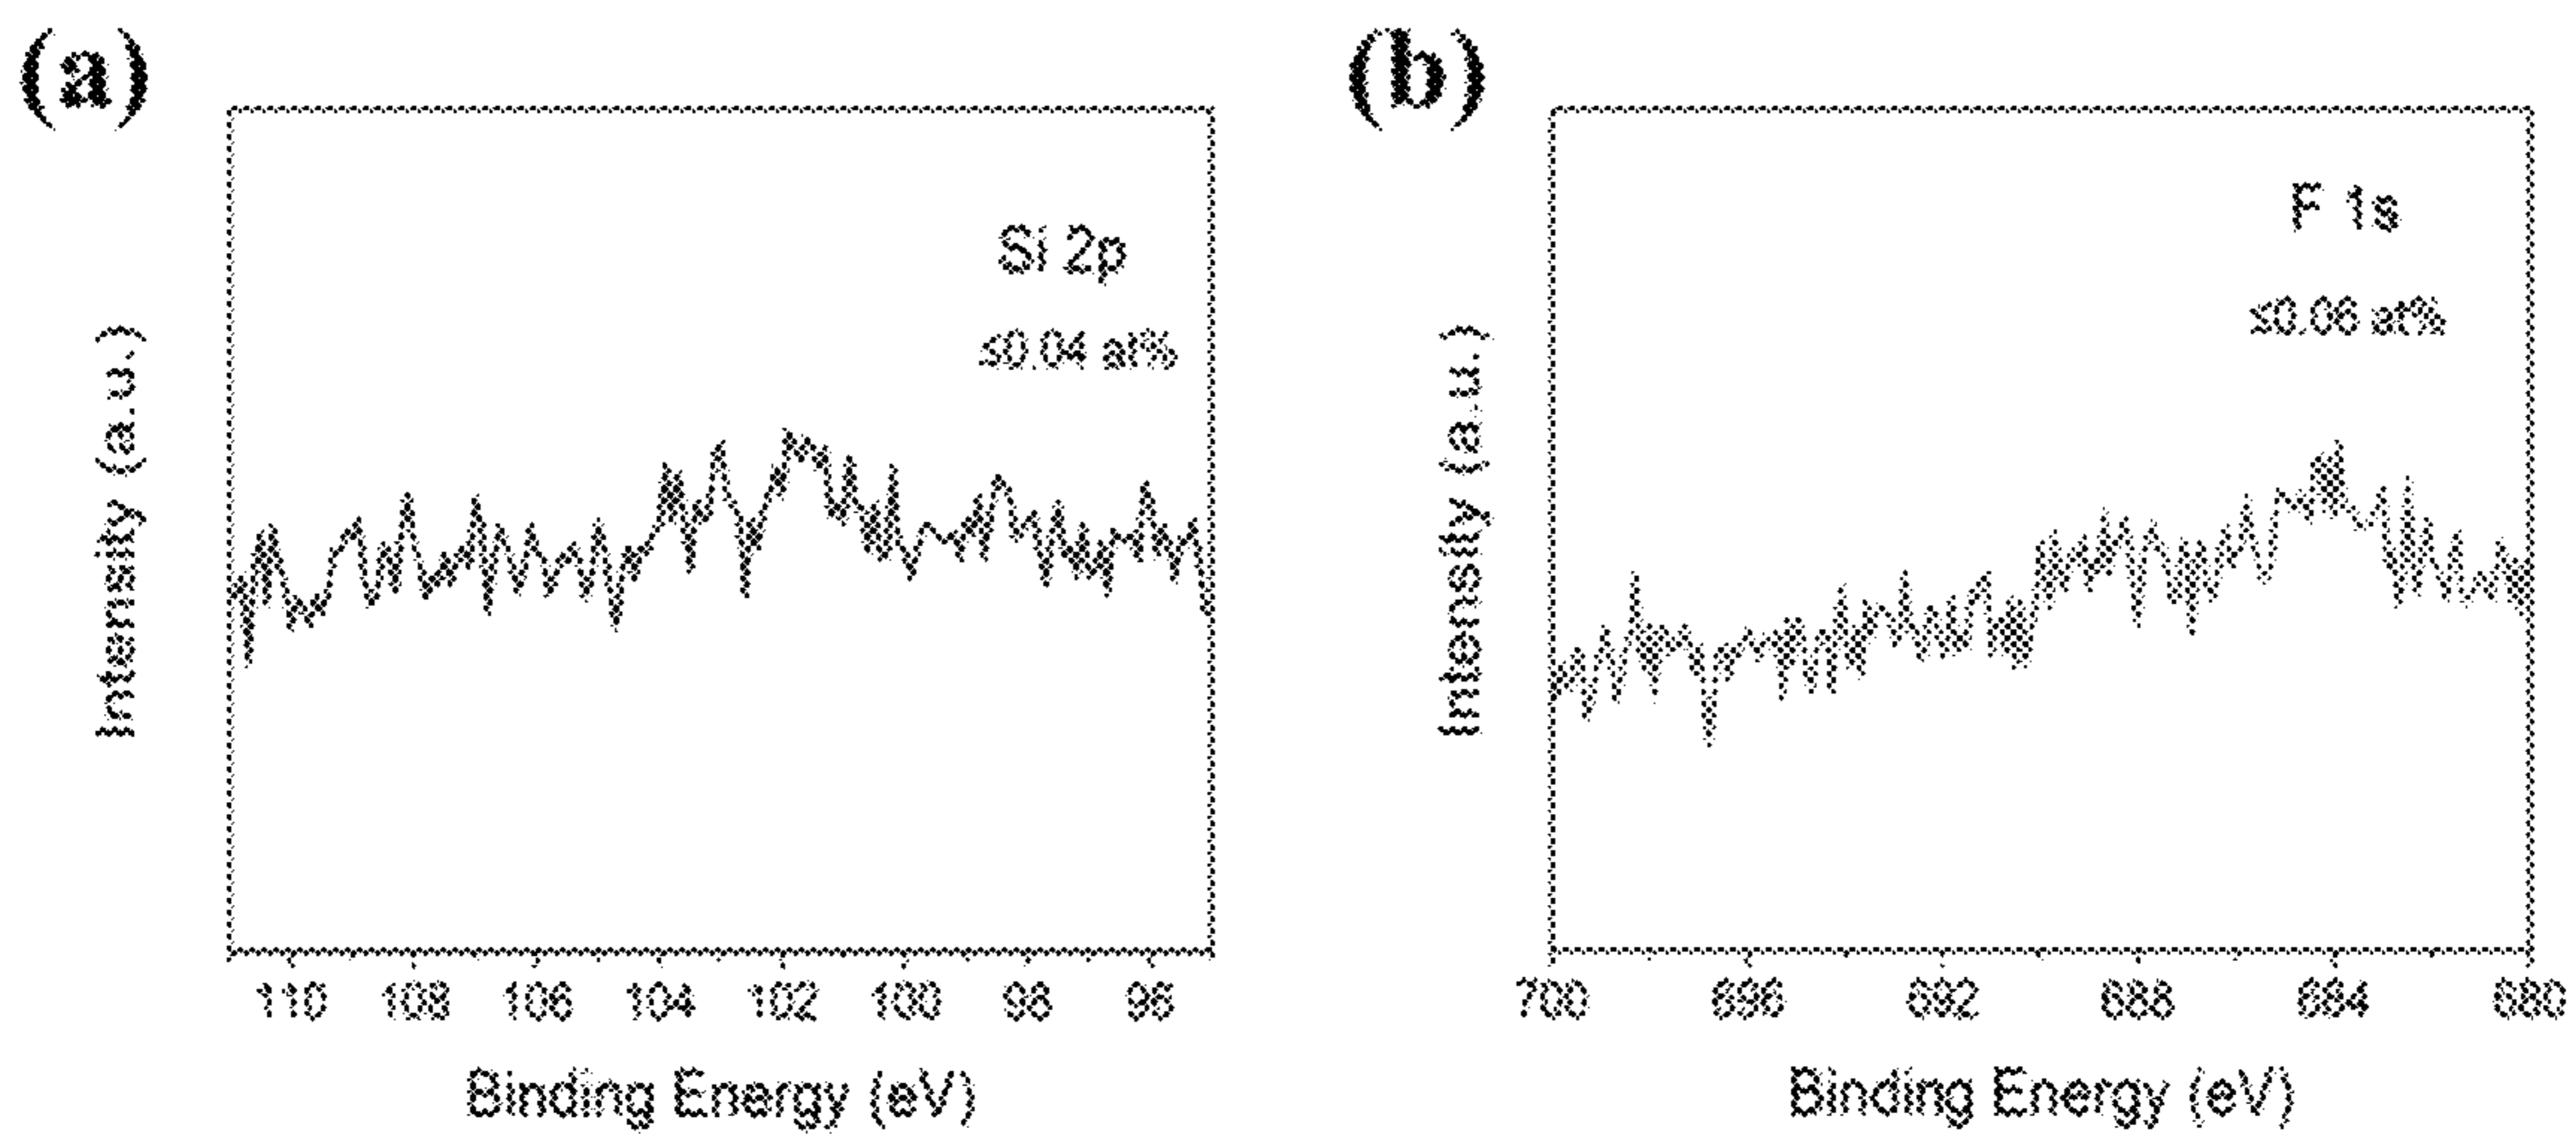 (a)
Si 2p
≤0.04 at%
Intensity (a.u.)
110 108 106 104 102 100 98 96
Binding Energy (eV)
(b)
F 1s
≤0.06 at%
Intensity (a.u.)
700 696 692 688 684 680
Binding Energy (eV)